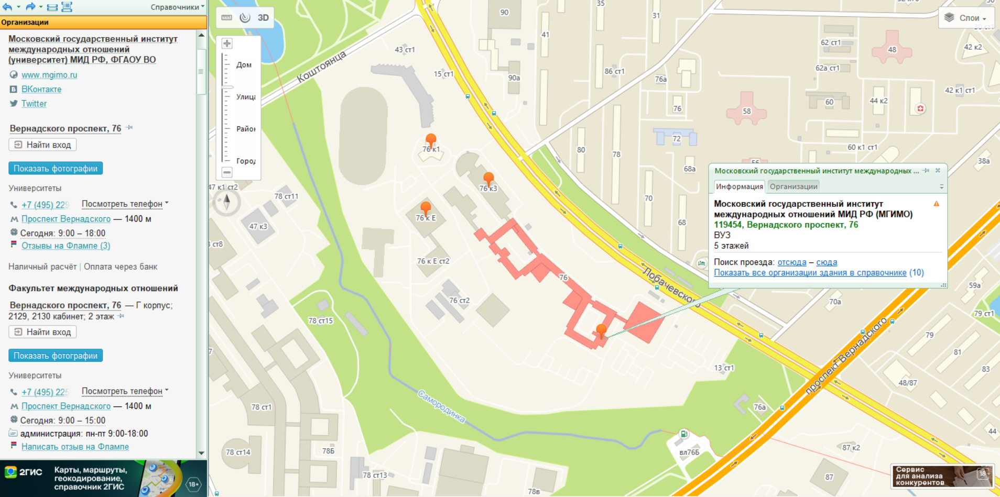 Справочники
Организации
Московский государственный институт
международных отношений
(университет) МИД РФ, ФГАОУ ВО
www.mgimo.ru
ВКонтакте
Twitter
Вернадского проспект, 76
Найти вход
Показать фотографии
Университеты
+7 (495) 229 Посмотреть телефон
Проспект Вернадского — 1400 м
Сегодня: 9:00 – 18:00
Отзывы на Флампе (3)
Наличный расчёт | Оплата через банк
Факультет международных отношений
Вернадского проспект, 76 — Г корпус;
2129, 2130 кабинет; 2 этаж
Найти вход
Показать фотографии
Университеты
+7 (495) 225 Посмотреть телефон
Проспект Вернадского — 1400 м
Сегодня: 9:00 – 15:00
администрация: пн-пт 9:00-18:00
Написать отзыв на Флампе
2ГИС
Карты, маршруты,
геокодирование,
справочник 2ГИС
18+
3D
Дом
Улица
Район
Город
Слои
Коштоянца
43 ст1
15 ст1
90
90а
41
35
31
86 ст1
76а
76
72
80
78
68а
70
68
62 ст1
62а ст1
48
42 к2
42 к1 ст1
60
44 к2
58
60 к1 ст1
56
38а
76 к1
76 к3
76 к Е
76 к Е ст2
76 ст2
76
47 к1 ст2
78 ст11
47 к3
3 ст8
78 ст15
7
78 ст1
78 ст14
78Б
78 ст13
78в
Самородинка
Лобачевского
проспект Вернадского
13 ст1
76а
вл76Б
70а
59а
79 ст1
79
81
83
48/87
44
87 к2
87
Московский государственный институт международных ...
Информация
Организации
Московский государственный институт
международных отношений МИД РФ (МГИМО)
119454, Вернадского проспект, 76
ВУЗ
5 этажей
Поиск проезда: отсюда – сюда
Показать все организации здания в справочнике (10)
Сервис
для анализа
конкурентов
18+